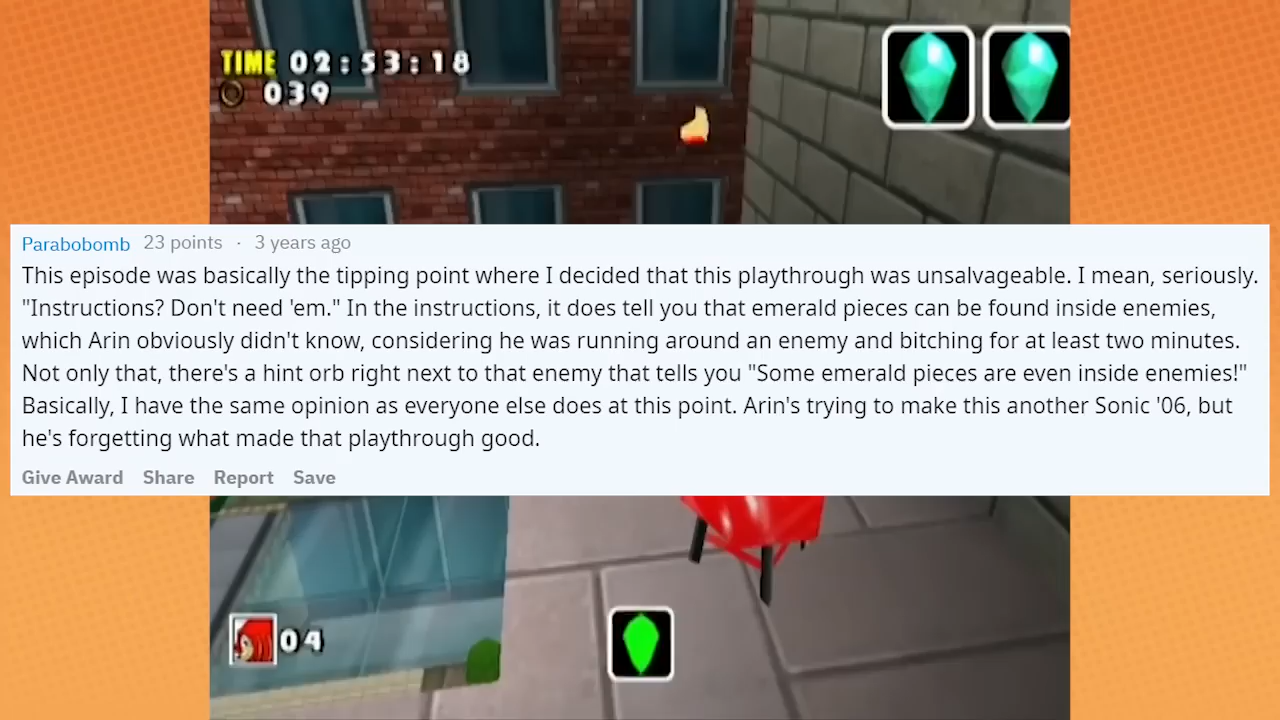 TIME 02:53:18
039
Parabobomb 23 points · 3 years ago
This episode was basically the tipping point where I decided that this playthrough was unsalvageable. I mean, seriously.
"Instructions? Don't need 'em." In the instructions, it does tell you that emerald pieces can be found inside enemies,
which Arin obviously didn't know, considering he was running around an enemy and bitching for at least two minutes.
Not only that, there's a hint orb right next to that enemy that tells you "Some emerald pieces are even inside enemies!"
Basically, I have the same opinion as everyone else does at this point. Arin's trying to make this another Sonic '06, but
he's forgetting what made that playthrough good.
Give Award Share Report Save
04